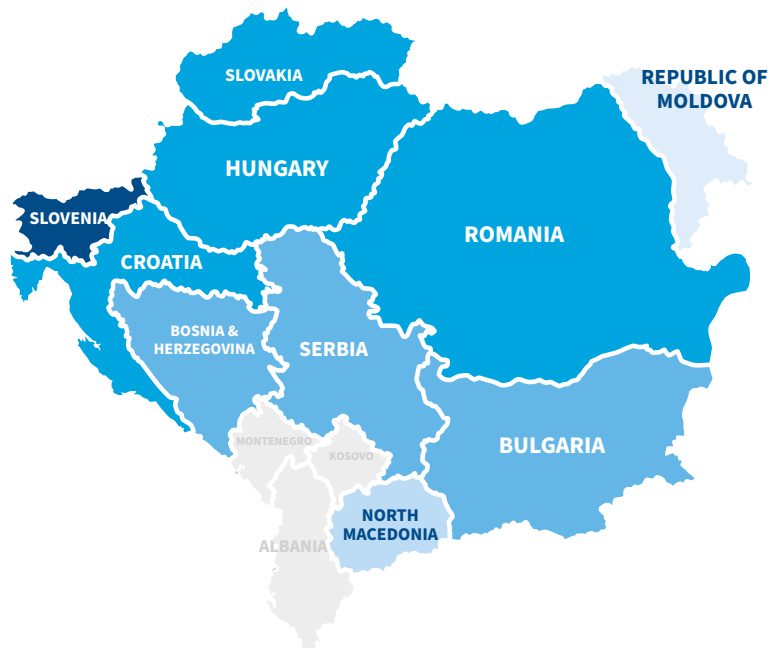 SLOVAKIA
REPUBLIC OF
MOLDOVA
HUNGARY
SLOVENIA
ROMANIA
CROATIA
BOSNIA &
HERZEGOVINA
SERBIA
MONTENEGRO
KOSOVO
BULGARIA
NORTH
MACEDONIA
ALBANIA